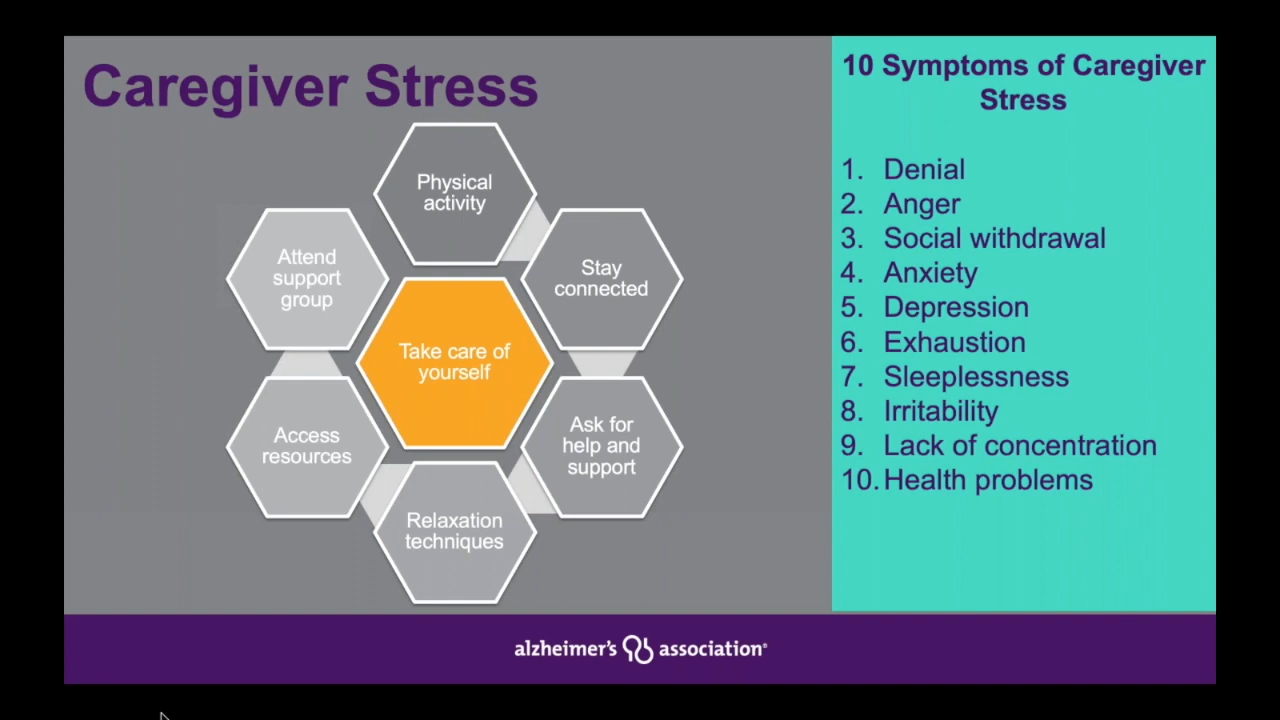 Caregiver Stress
Physical
activity
Stay
connected
Ask for
help and
support
Relaxation
techniques
Access
resources
Attend
support
group
Take care of
yourself
10 Symptoms of Caregiver
Stress
1. Denial
2. Anger
3. Social withdrawal
4. Anxiety
5. Depression
6. Exhaustion
7. Sleeplessness
8. Irritability
9. Lack of concentration
10. Health problems
alzheimer's association®